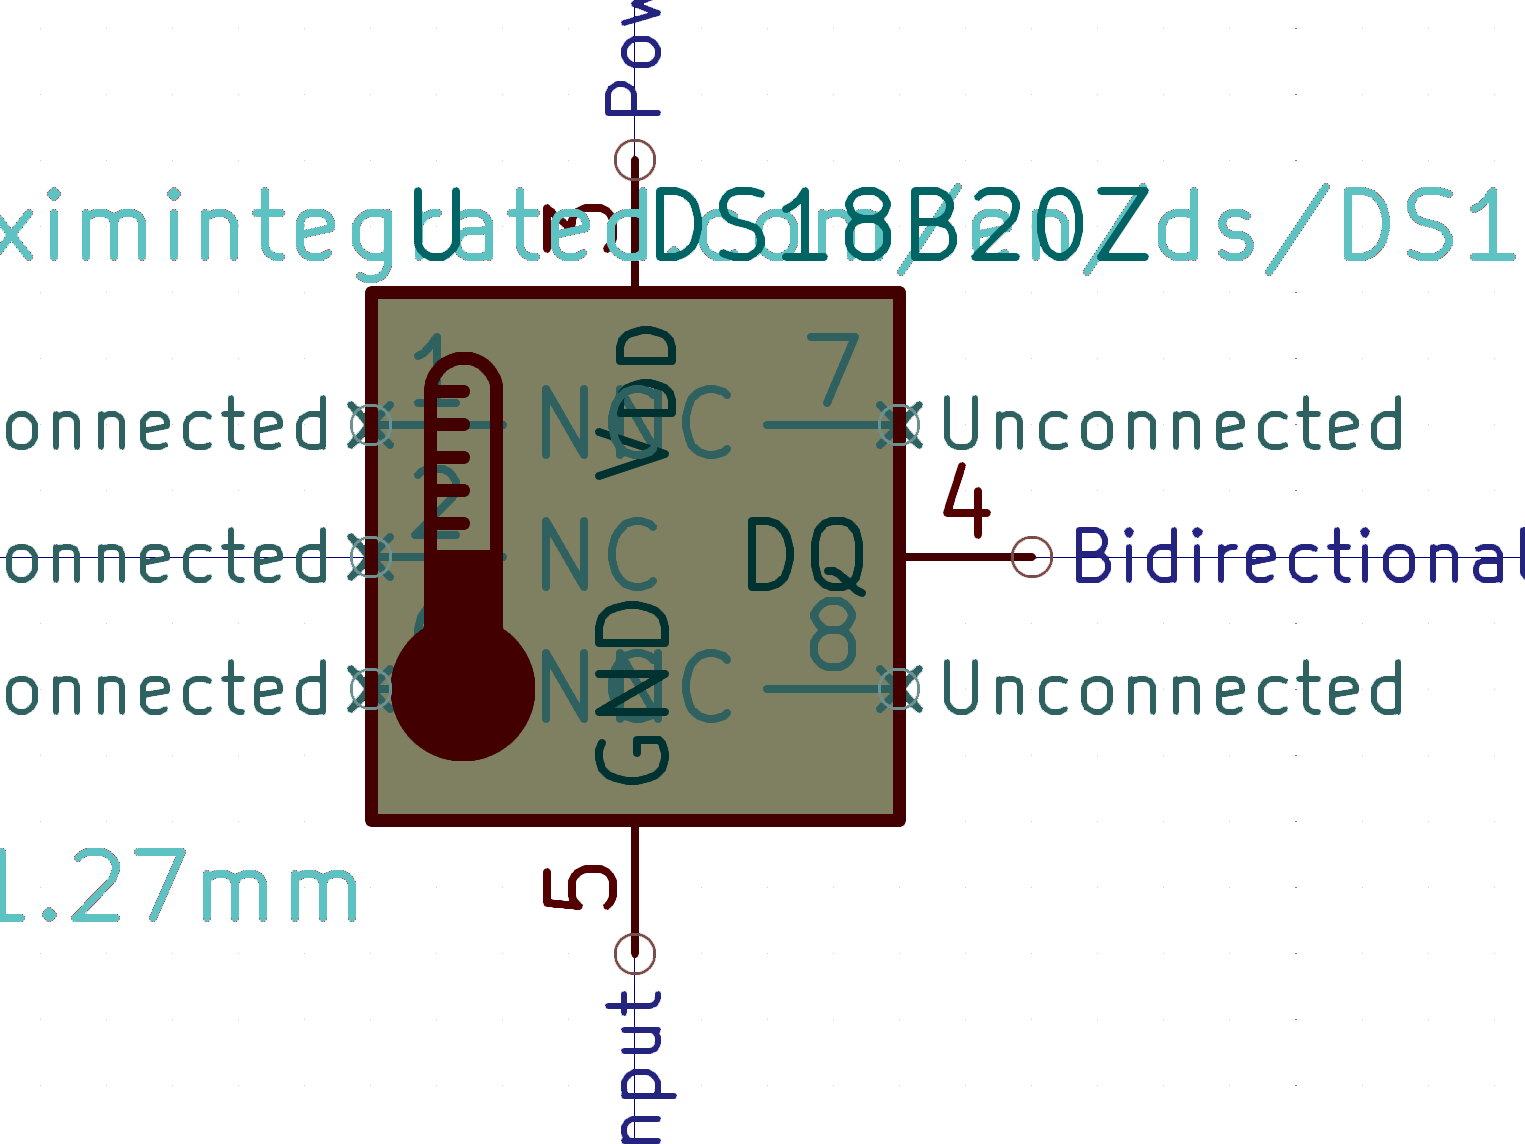 Pow
3
ximintegrated.com/en/ds/DS1
U
DS18B20Z
1
VDD
7
onnected
NC
NC
Unconnected
2
4
onnected
NC
DQ
Bidirectional
8
onnected
NC
GND
NC
Unconnected
1.27mm
5
nput